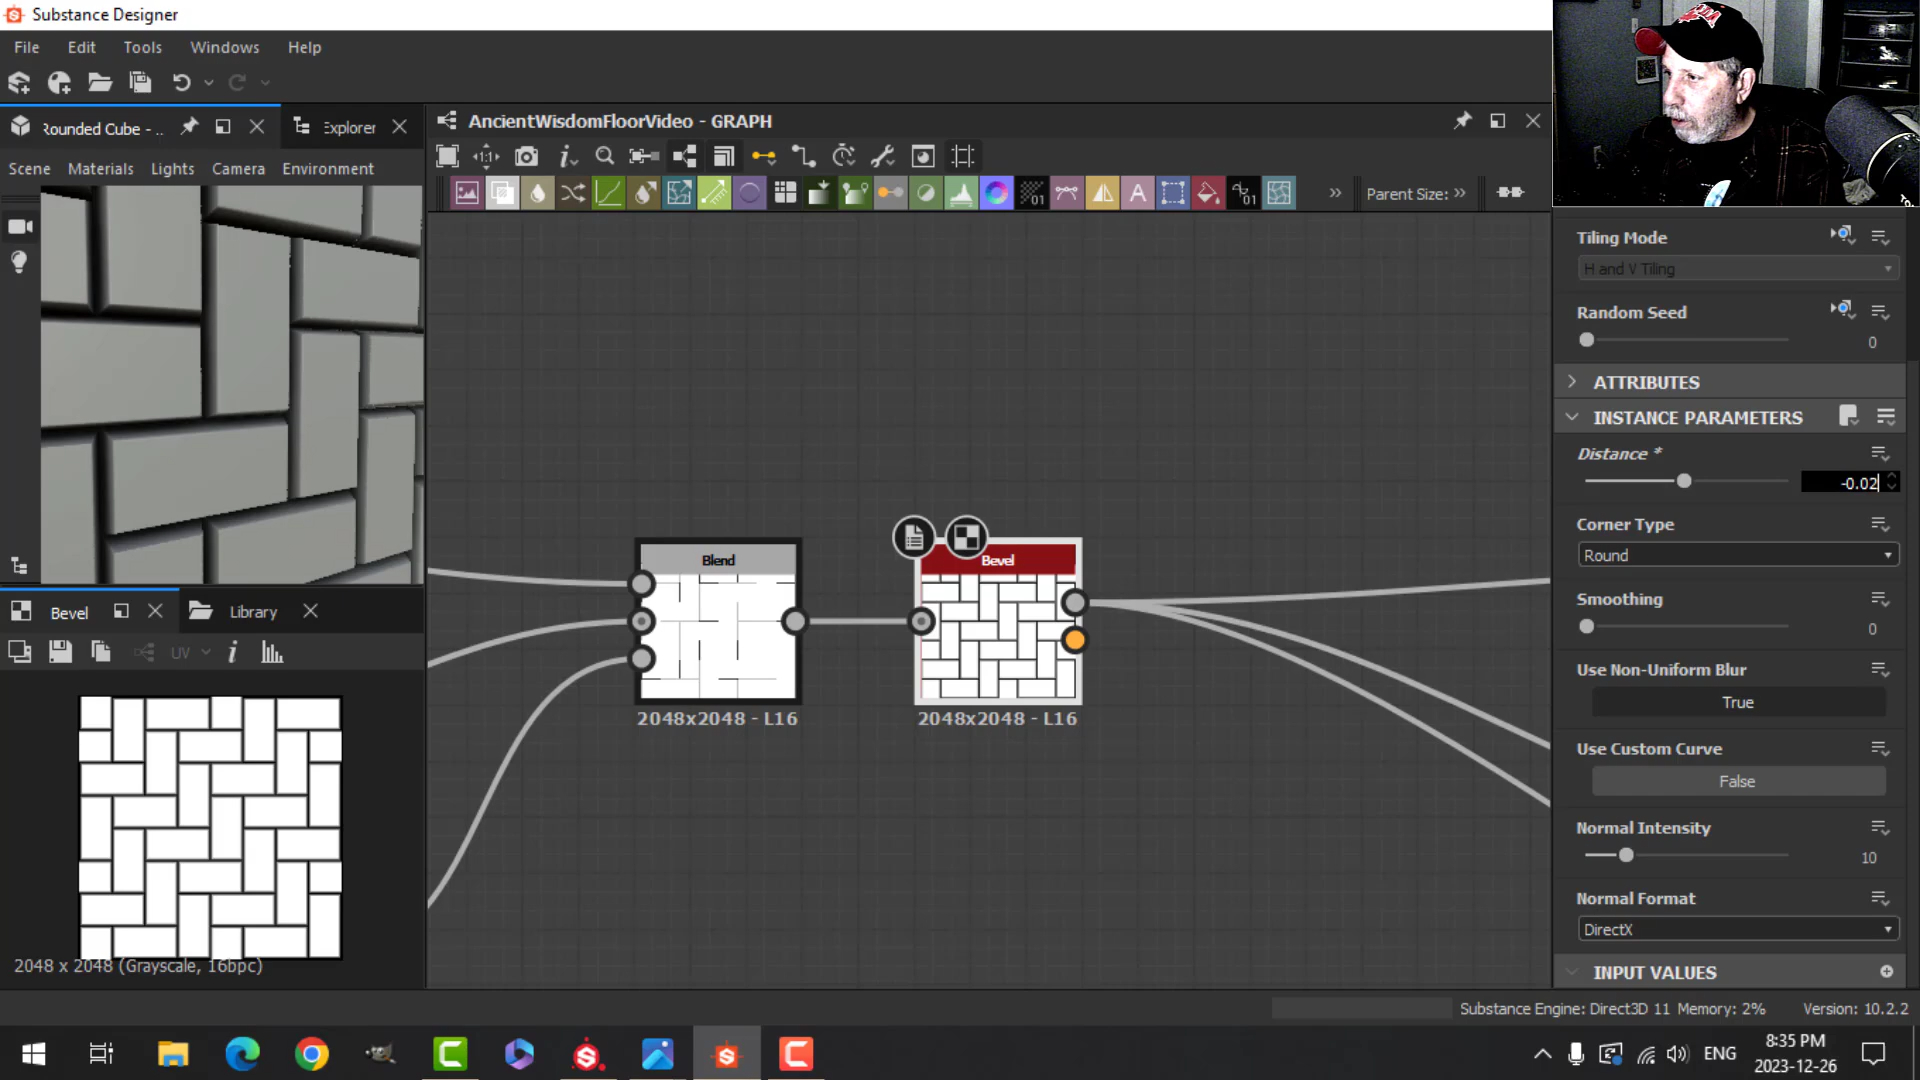 Substance Designer
File Edit Tools Windows Help
Rounded Cube - ..
Explorer
AncientWisdomFloorVideo - GRAPH
Scene Materials Lights Camera Environment
Parent Size: »
Tiling Mode
H and V Tiling
Random Seed
0
ATTRIBUTES
INSTANCE PARAMETERS
Distance *
-0.02
Corner Type
Round
Smoothing
0
Use Non-Uniform Blur
True
Use Custom Curve
False
Normal Intensity
10
Normal Format
DirectX
INPUT VALUES
Blend
2048x2048 - L16
Bevel
2048x2048 - L16
Bevel
Library
UV
2048 x 2048 (Grayscale, 16bpc)
Substance Engine: Direct3D 11 Memory: 2% Version: 10.2.2
ENG
8:35 PM
2023-12-26